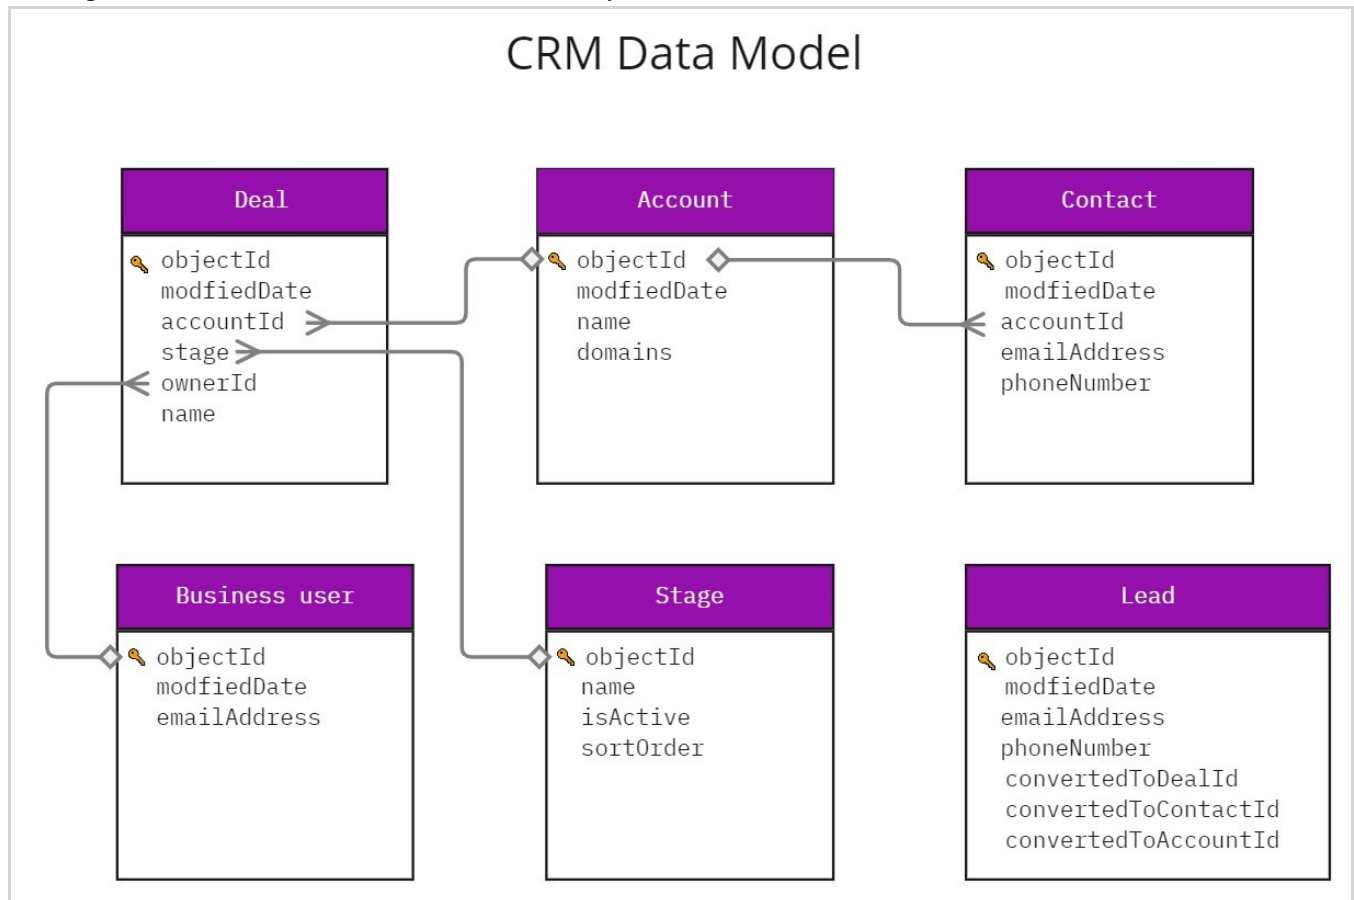 CRM Data Model
Deal
objectId
modfiedDate
accountId
stage
ownerId
name
Account
objectId
modfiedDate
name
domains
Contact
objectId
modfiedDate
accountId
emailAddress
phoneNumber
Business user
objectId
modfiedDate
emailAddress
Stage
objectId
name
isActive
sortOrder
Lead
objectId
modfiedDate
emailAddress
phoneNumber
convertedToDealId
convertedToContactId
convertedToAccountId